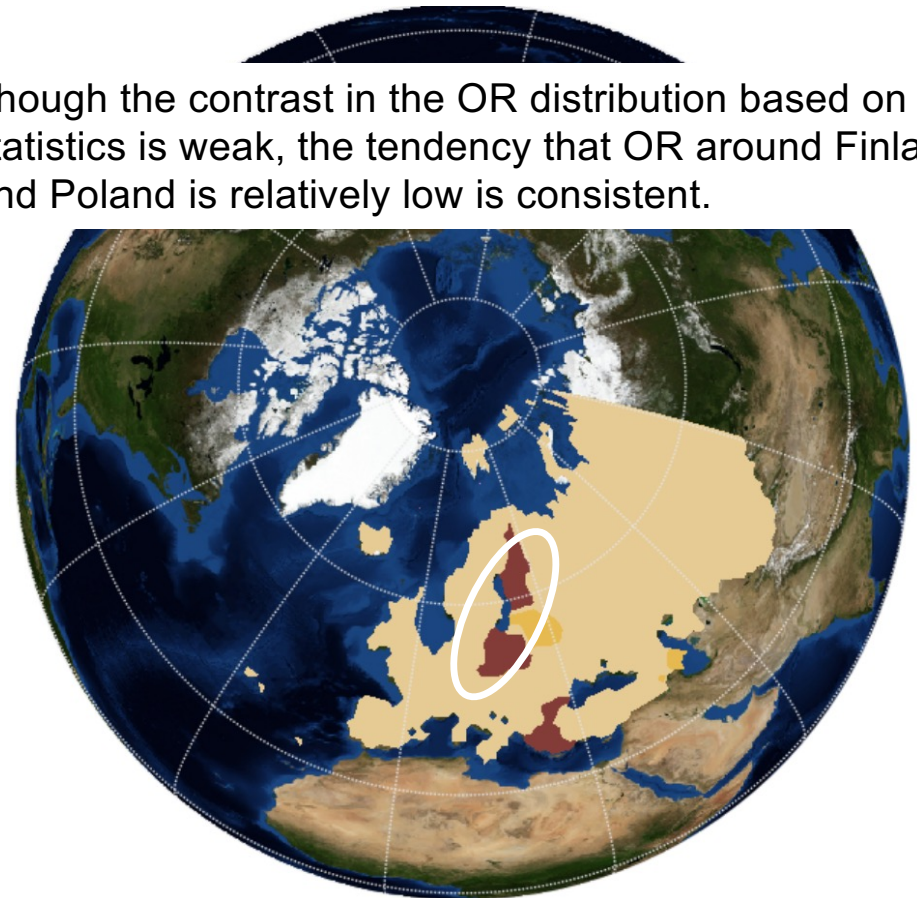 hough the contrast in the OR distribution based on
tatistics is weak, the tendency that OR around Finla
nd Poland is relatively low is consistent.